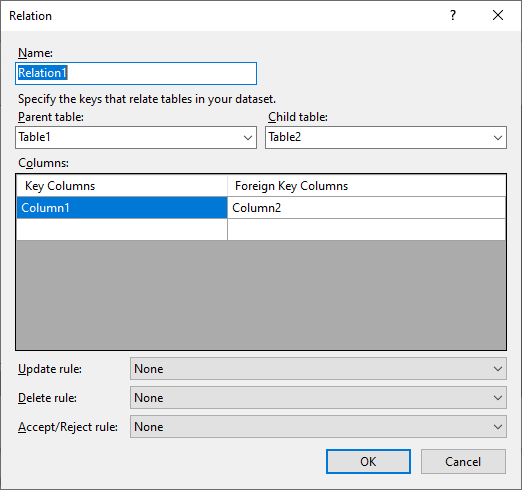 Relation
?
Name:
Relation1
Specify the keys that relate tables in your dataset.
Parent table: Child table:
Table1 Table2
Columns:
Key Columns Foreign Key Columns
Column1 Column2
Update rule: None
Delete rule: None
Accept/Reject rule: None
OK Cancel